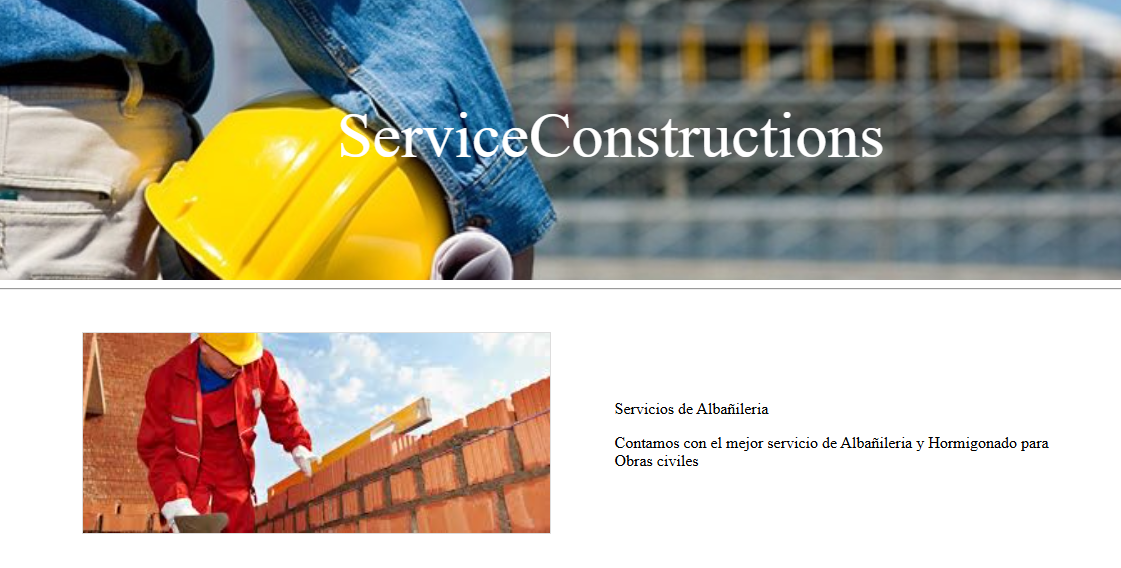 ServiceConstructions
Servicios de Albañileria
Contamos con el mejor servicio de Albañileria y Hormigonado para
Obras civiles